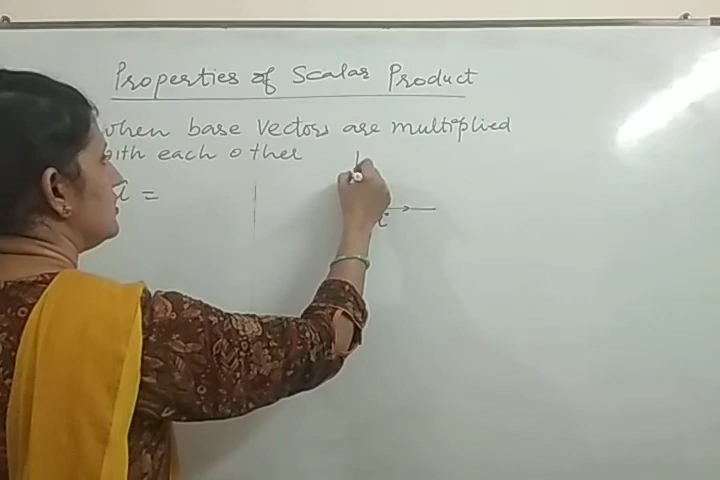 Properties of Scalar Product
when base vectors are multiplied
with each other
i =
i